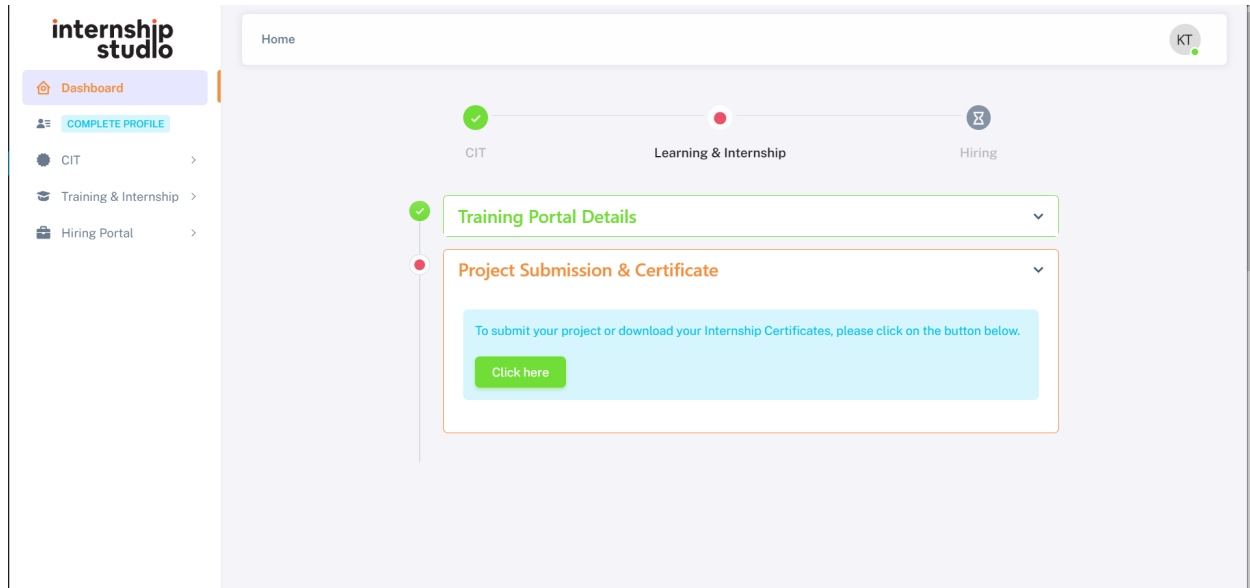 internship
studio
Home
KT
Dashboard
COMPLETE PROFILE
CIT
Training & Internship
Hiring Portal
CIT
Learning & Internship
Hiring
Training Portal Details
Project Submission & Certificate
To submit your project or download your Internship Certificates, please click on the button below.
Click here